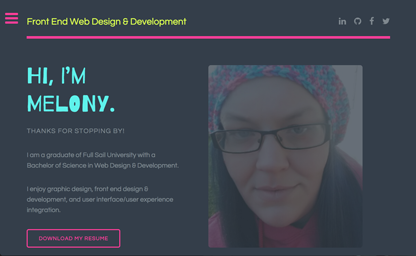 Front End Web Design & Development
HI, I'M
MELONY.
THANKS FOR STOPPING BY!
I am a graduate of Full Sail University with a
Bachelor of Science in Web Design & Development.
I enjoy graphic design, front end design &
development, and user interface/user experience
integration.
DOWNLOAD MY RESUME